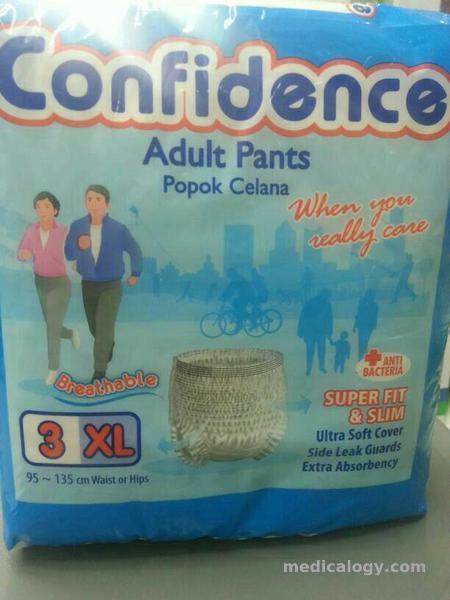 Confidence
Adult Pants
Popok Celana
When you
really care
Breathable
ANTI
BACTERIA
SUPER FIT
& SLIM
3 XL
Ultra Soft Cover
Side Leak Guards
Extra Absorbency
95 ~ 135 cm Waist or Hips
medicalogy.com